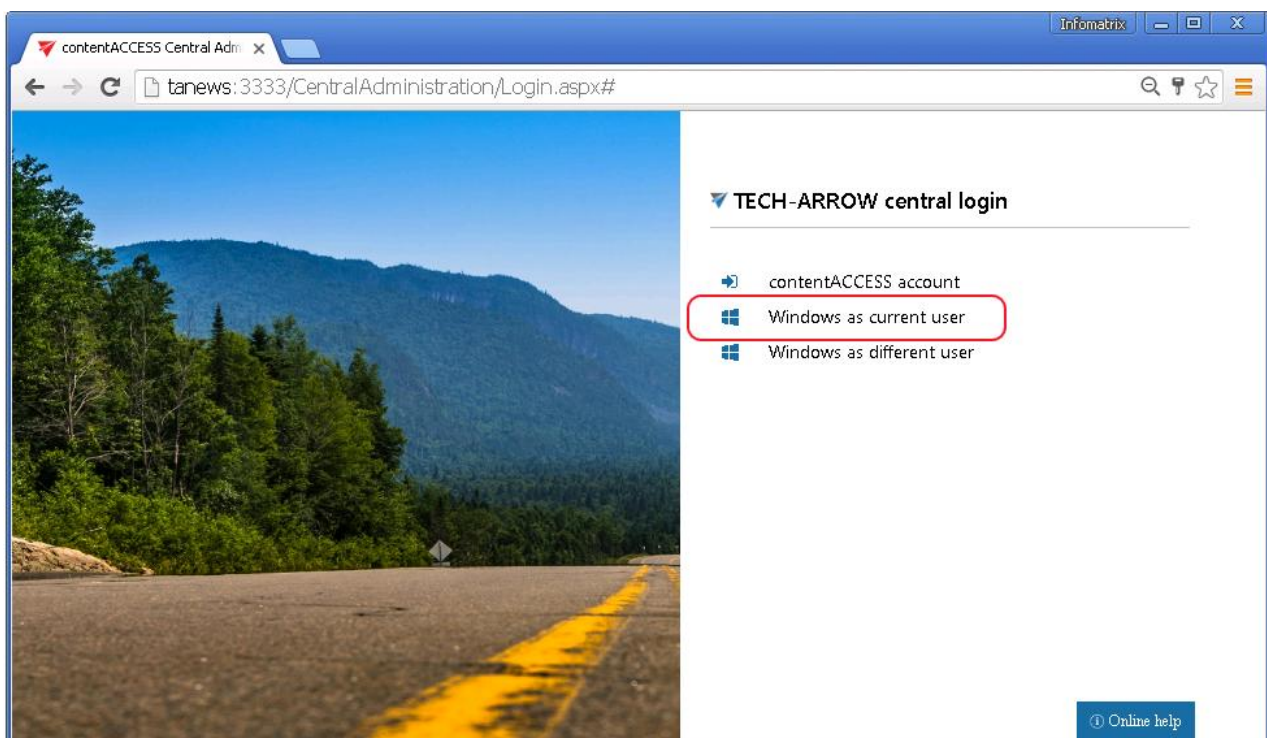 Infomatrix
contentACCESS Central Adm
tanews:3333/CentralAdministration/Login.aspx#
TECH-ARROW central login
contentACCESS account
Windows as current user
Windows as different user
Online help